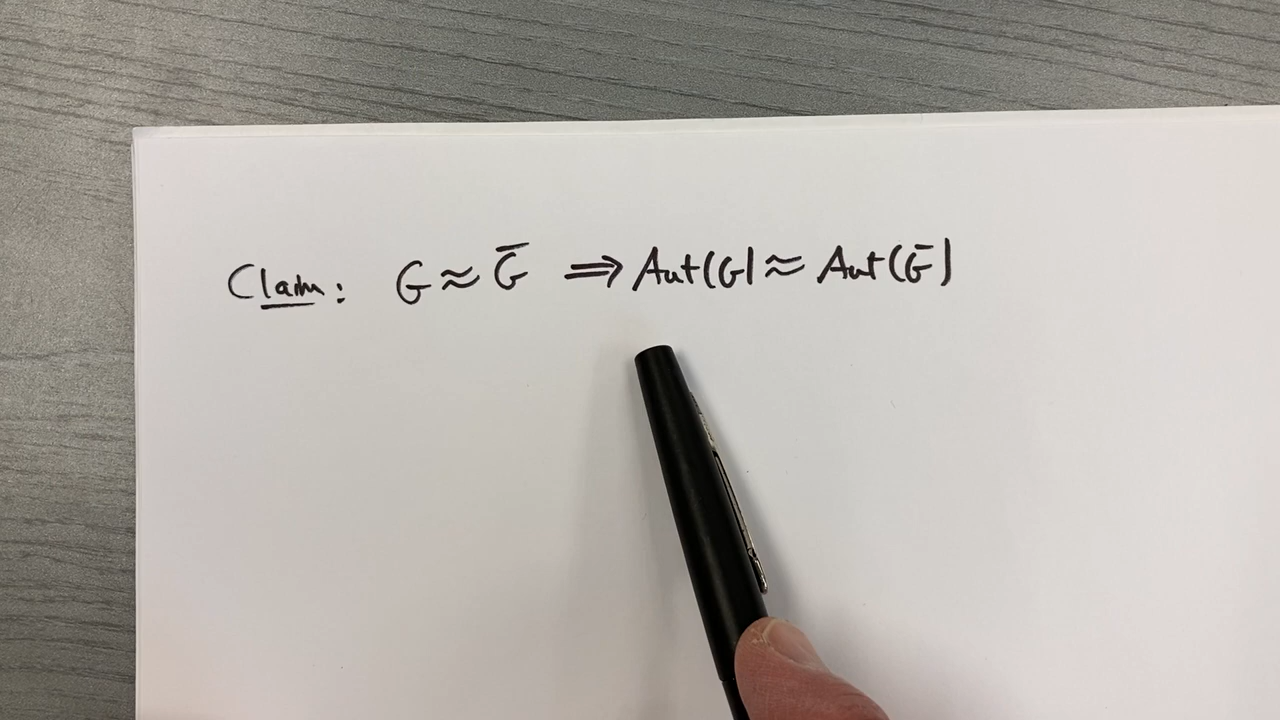 Claim: G ≈ G̅ ⟹ Aut(G) ≈ Aut(G̅)